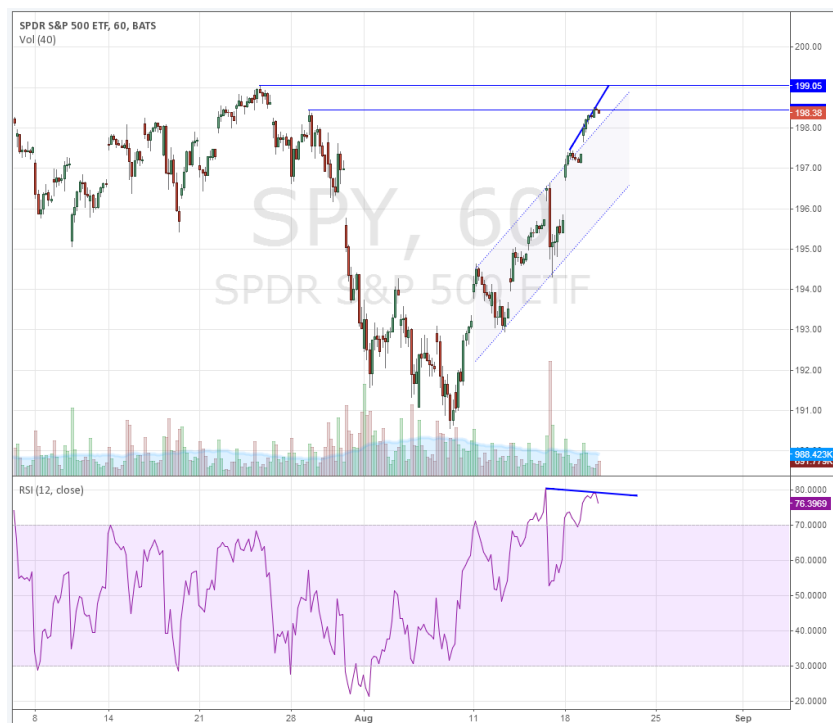 SPDR S&P 500 ETF, 60, BATS
Vol (40)
200.00
199.05
198.38
198.00
197.00
196.00
195.00
194.00
193.00
192.00
191.00
SPY, 60
SPDR S&P 500 ETF
988.423K
891.779K
RSI (12, close)
80.0000
76.3969
70.0000
60.0000
50.0000
40.0000
30.0000
20.0000
8
14
21
28
Aug
11
18
25
Sep